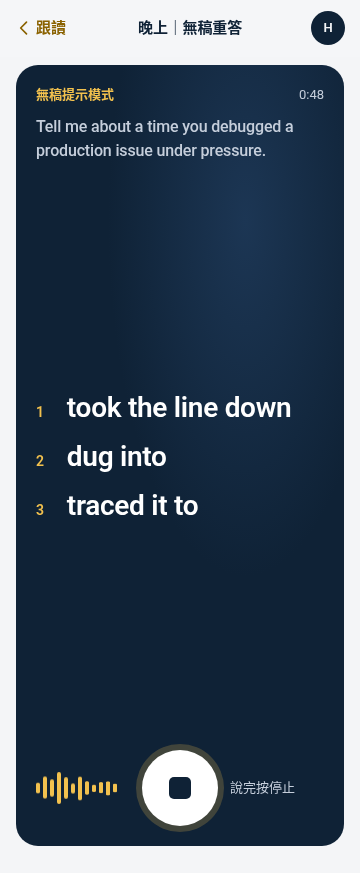 跟讀
晚上｜無稿重答
H
無稿提示模式
0:48
Tell me about a time you debugged a
production issue under pressure.
1 took the line down
2 dug into
3 traced it to
說完按停止